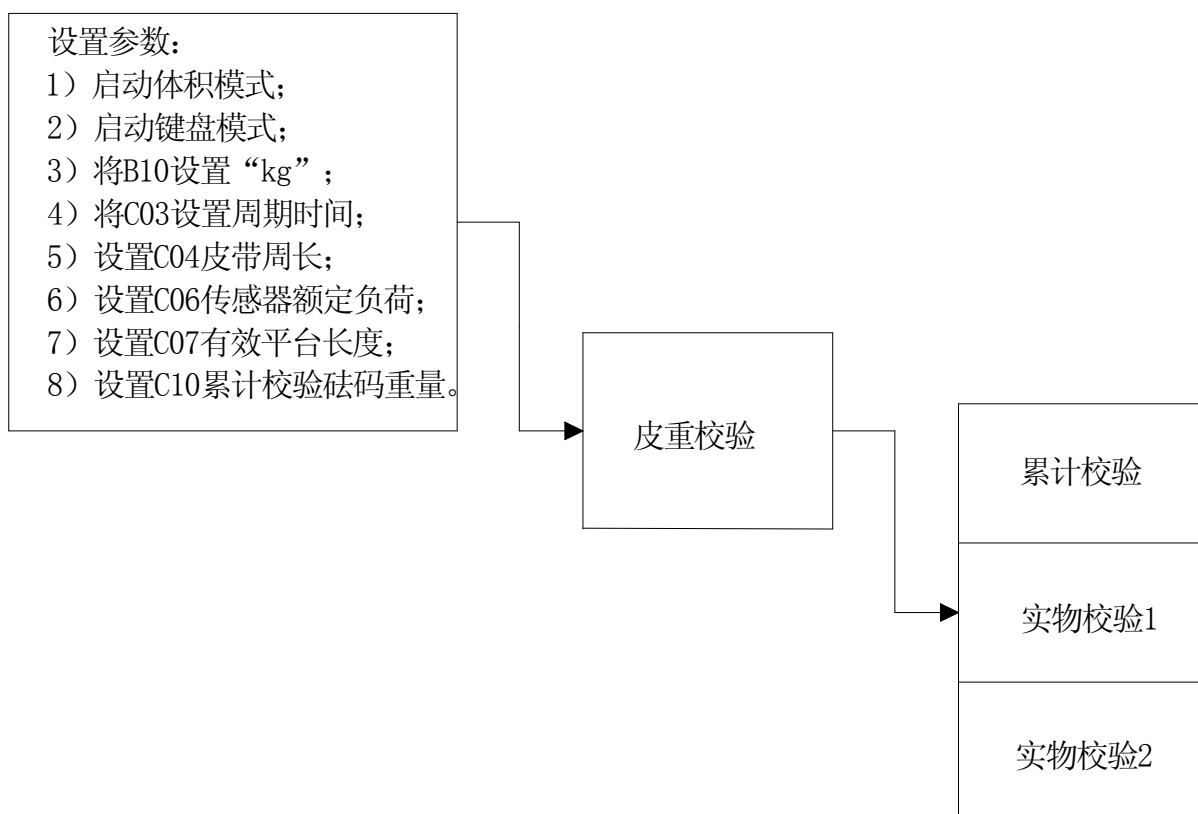 设置参数：
1）启动体积模式；
2）启动键盘模式；
3）将B10设置“kg”；
4）将C03设置周期时间；
5）设置C04皮带周长；
6）设置C06传感器额定负荷；
7）设置C07有效平台长度；
8）设置C10累计校验砝码重量。
皮重校验
累计校验
实物校验1
实物校验2